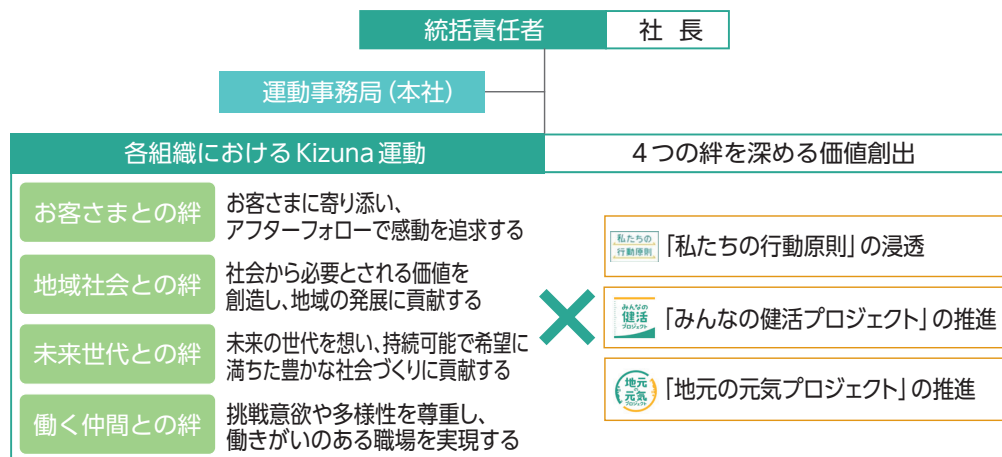 統括責任者 社 長
運動事務局（本社）
各組織におけるKizuna運動
4つの絆を深める価値創出
お客さまとの絆
お客さまに寄り添い、
アフターフォローで感動を追求する
地域社会との絆
社会から必要とされる価値を
創造し、地域の発展に貢献する
未来世代との絆
未来の世代を想い、持続可能で希望に
満ちた豊かな社会づくりに貢献する
働く仲間との絆
挑戦意欲や多様性を尊重し、
働きがいのある職場を実現する
私たちの
行動原則
「私たちの行動原則」の浸透
みんなの
健活
プロジェクト
「みんなの健活プロジェクト」の推進
地元の
元気
プロジェクト
「地元の元気プロジェクト」の推進